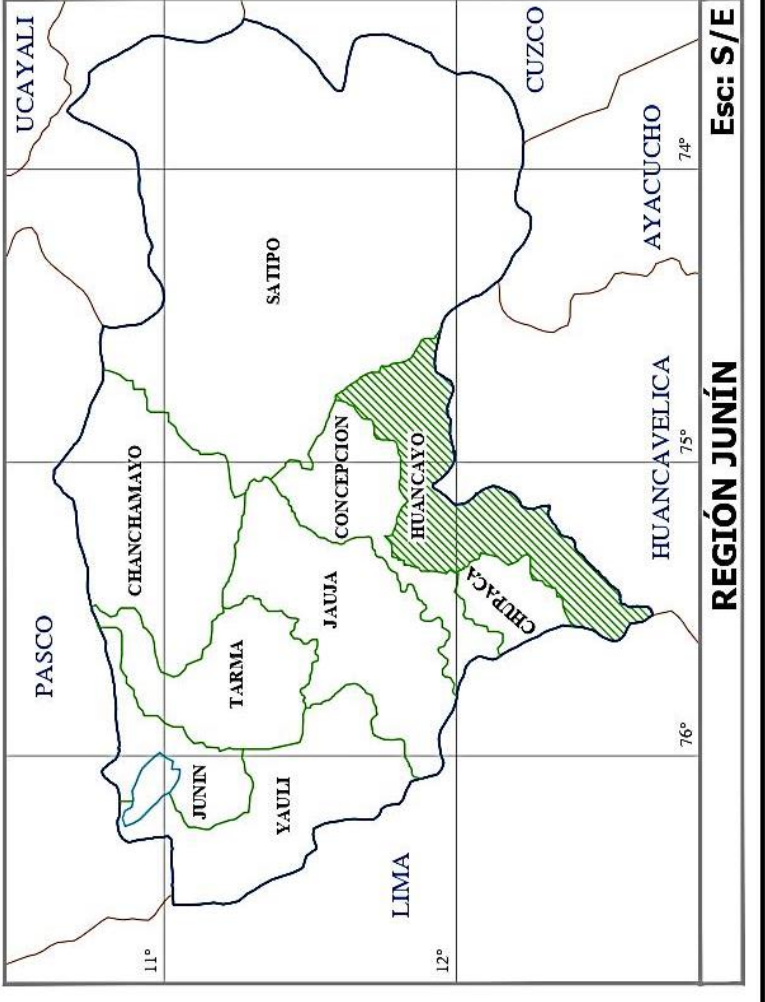 UCAYALI
PASCO
CUZCO
SATIPO
CHANCHAMAYO
CONCEPCION
JAUJA
TARMA
HUANCAYO
JUNIN
YAULI
CHUPACA
LIMA
AYACUCHO
HUANCAVELICA
11°
12°
76°
75°
74°
REGIÓN JUNÍN
Esc: S/E